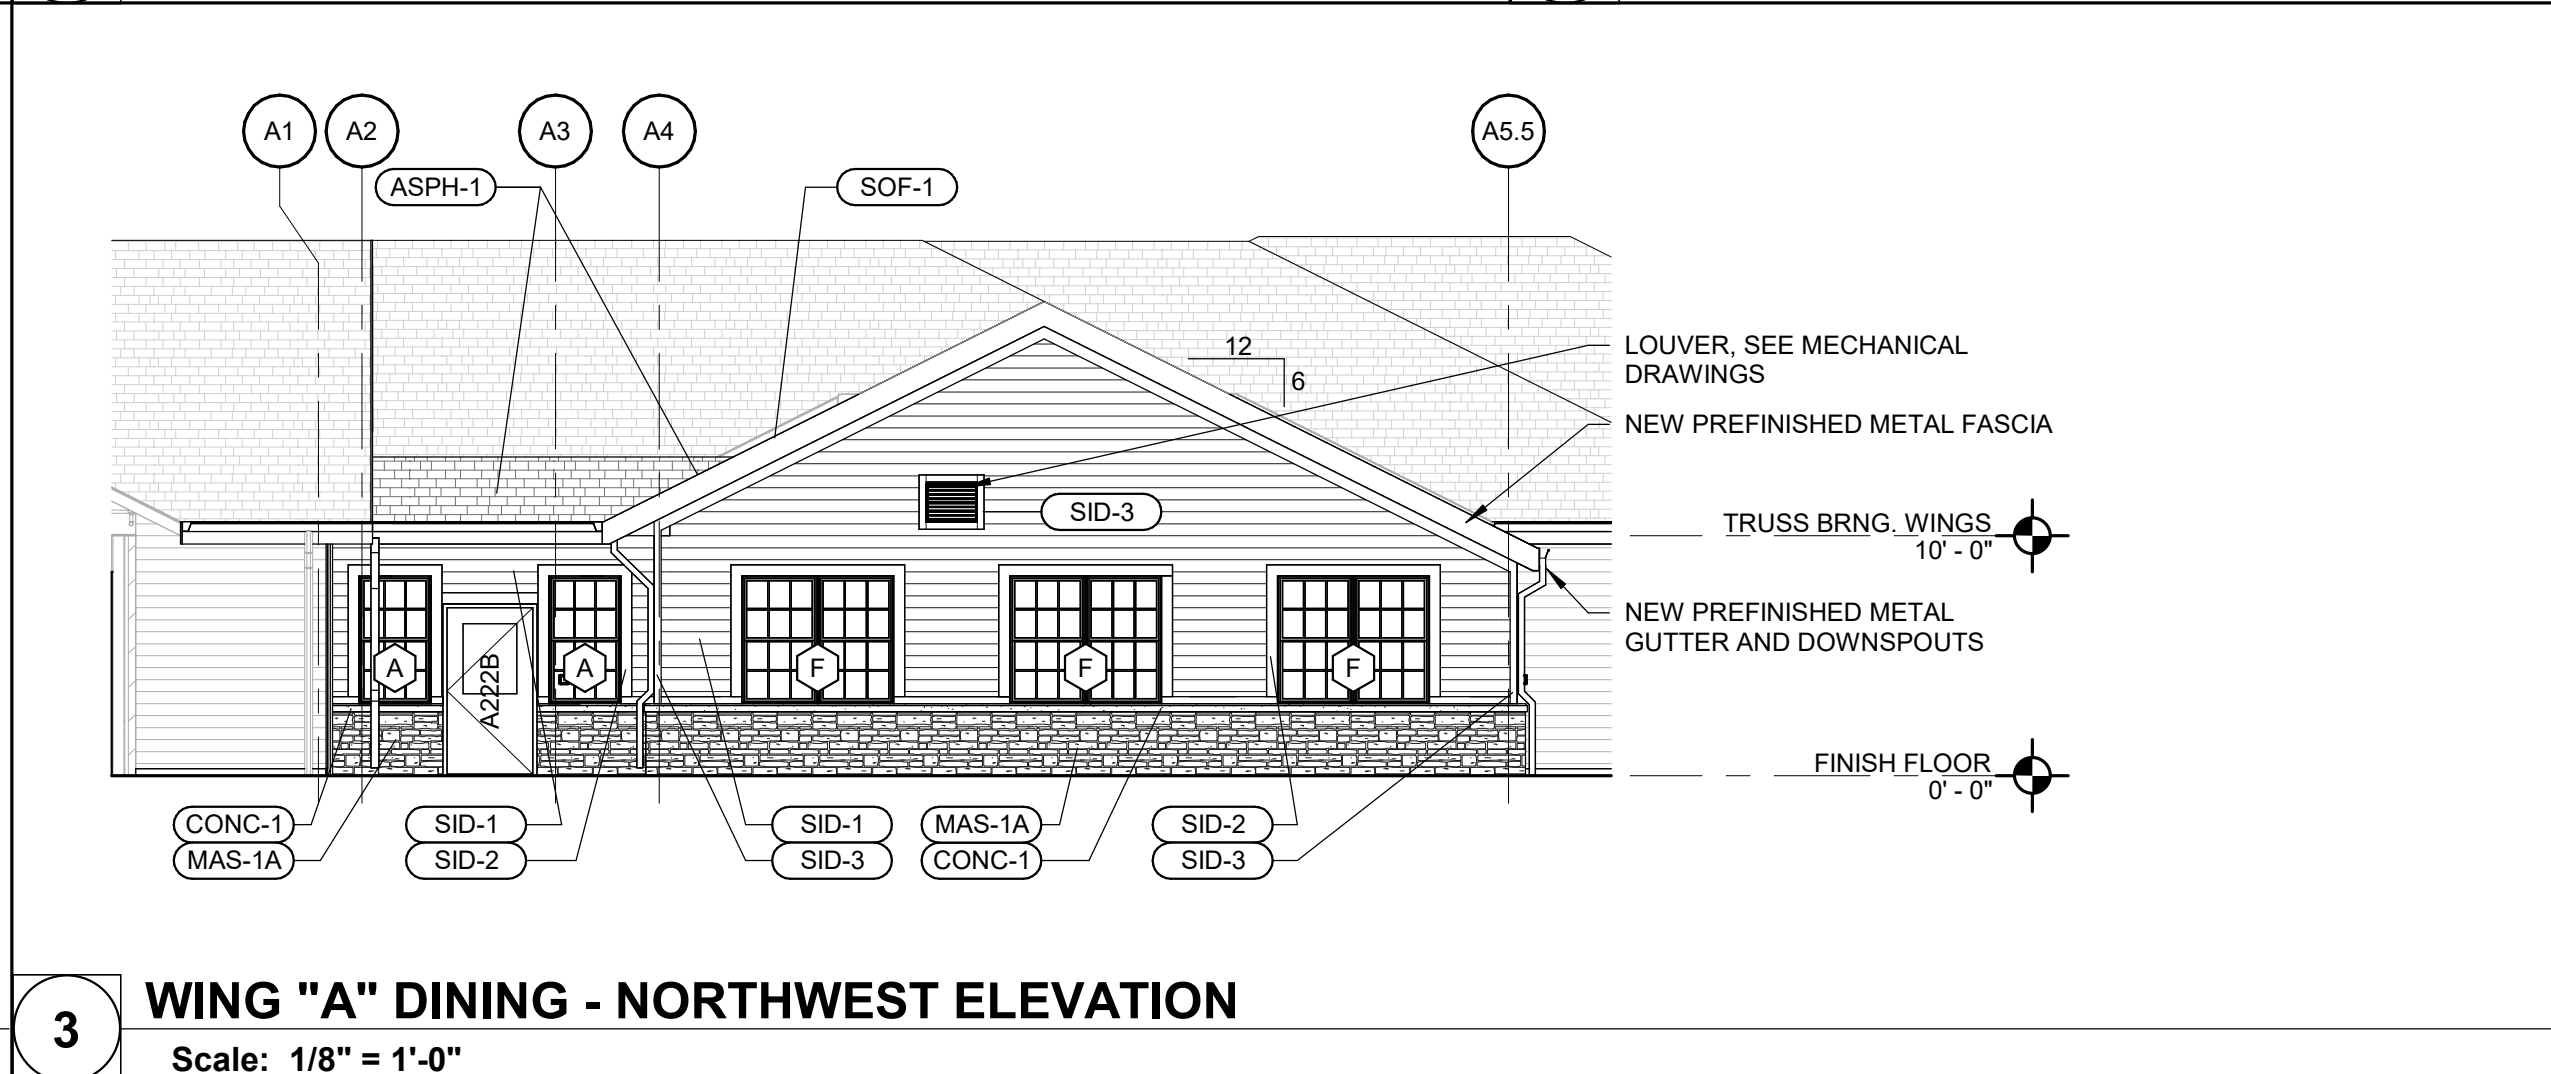 A1
A2
A3
A4
A5.5
ASPH-1
SOF-1
12
6
LOUVER, SEE MECHANICAL
DRAWINGS
NEW PREFINISHED METAL FASCIA
SID-3
TRUSS BRNG. WINGS
10' - 0"
NEW PREFINISHED METAL
GUTTER AND DOWNSPOUTS
A
A222B
A
F
F
F
FINISH FLOOR
0' - 0"
CONC-1
MAS-1A
SID-1
SID-2
SID-1
SID-3
MAS-1A
CONC-1
SID-2
SID-3
3
WING "A" DINING - NORTHWEST ELEVATION
Scale: 1/8" = 1'-0"